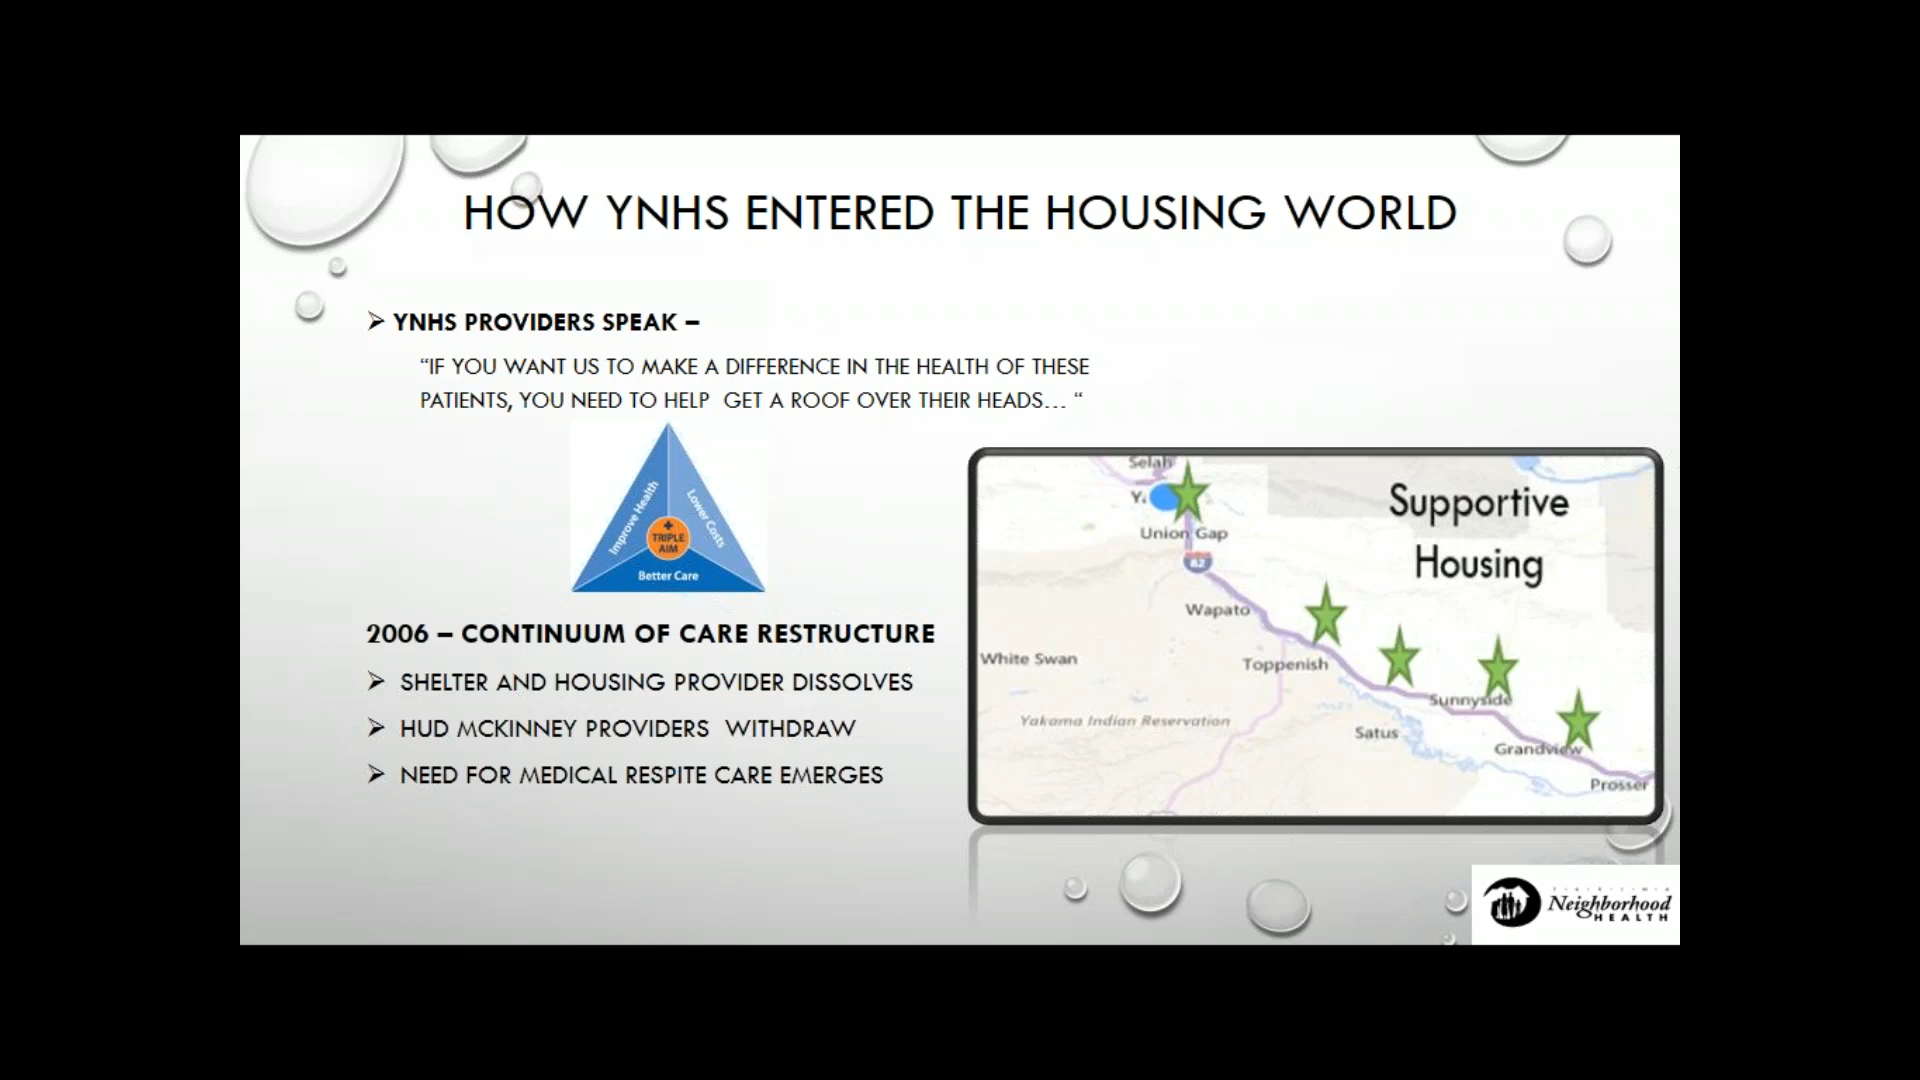 HOW YNHS ENTERED THE HOUSING WORLD
➢ YNHS PROVIDERS SPEAK –
“IF YOU WANT US TO MAKE A DIFFERENCE IN THE HEALTH OF THESE
PATIENTS, YOU NEED TO HELP  GET A ROOF OVER THEIR HEADS… “
Improve Health
Lower Costs
TRIPLE
AIM
Better Care
2006 – CONTINUUM OF CARE RESTRUCTURE
➢ SHELTER AND HOUSING PROVIDER DISSOLVES
➢ HUD MCKINNEY PROVIDERS  WITHDRAW
➢ NEED FOR MEDICAL RESPITE CARE EMERGES
Supportive
Housing
Selah
Union Gap
82
Wapato
White Swan
Toppenish
Sunnyside
Yakama Indian Reservation
Satus
Grandview
Prosser
YAKIMA
Neighborhood
HEALTH